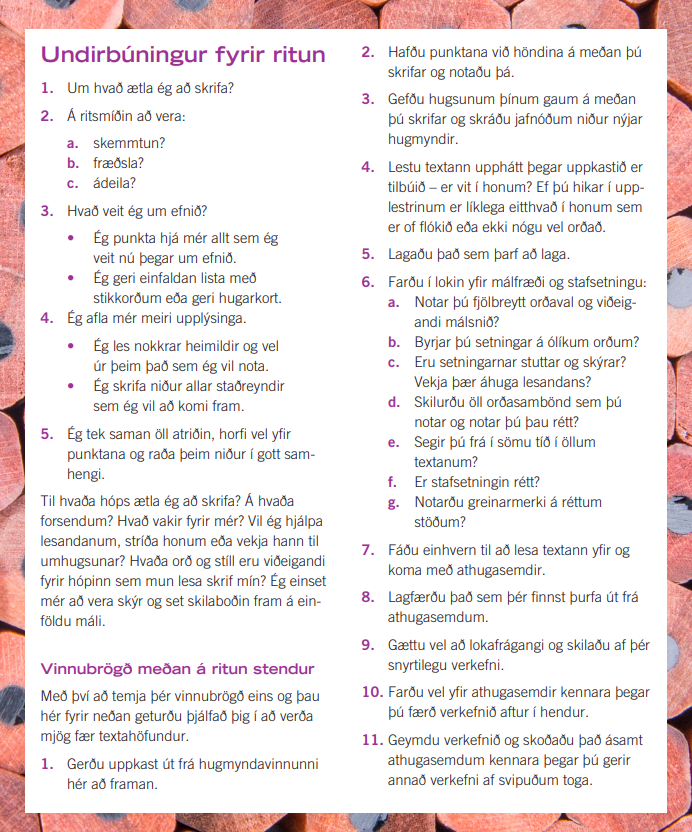 Undirbúningur fyrir ritun
1. Um hvað ætla ég að skrifa?
2. Á ritsmíðin að vera:
a. skemmtun?
b. fræðsla?
c. ádeila?
3. Hvað veit ég um efnið?
• Ég punkta hjá mér allt sem ég
veit nú þegar um efnið.
• Ég geri einfaldan lista með
stikkorðum eða geri hugarkort.
4. Ég afla mér meiri upplýsinga.
• Ég les nokkrar heimildir og vel
úr þeim það sem ég vil nota.
• Ég skrifa niður allar staðreyndir
sem ég vil að komi fram.
5. Ég tek saman öll atriðin, horfi vel yfir
punktana og raða þeim niður í gott sam-
hengi.
Til hvaða hóps ætla ég að skrifa? Á hvaða
forsendum? Hvað vakir fyrir mér? Vil ég hjálpa
lesandanum, stríða honum eða vekja hann til
umhugsunar? Hvaða orð og stíll eru viðeigandi
fyrir hópinn sem mun lesa skrif mín? Ég einset
mér að vera skýr og set skilaboðin fram á ein-
földu máli.
Vinnubrögð meðan á ritun stendur
Með því að temja þér vinnubrögð eins og þau
hér fyrir neðan geturðu þjálfað þig í að verða
mjög fær textahöfundur.
1. Gerðu uppkast út frá hugmyndavinnunni
hér að framan.
2. Hafðu punktana við höndina á meðan þú
skrifar og notaðu þá.
3. Gefðu hugsunum þínum gaum á meðan
þú skrifar og skráðu jafnóðum niður nýjar
hugmyndir.
4. Lestu textann upphátt þegar uppkastið er
tilbúið – er vit í honum? Ef þú hikar í upp-
lestrinum er líklega eitthvað í honum sem
er of flókið eða ekki nógu vel orðað.
5. Lagaðu það sem þarf að laga.
6. Farðu í lokin yfir málfræði og stafsetningu:
a. Notar þú fjölbreytt orðaval og viðeig-
andi málsnið?
b. Byrjar þú setningar á ólíkum orðum?
c. Eru setningarnar stuttar og skýrar?
Vekja þær áhuga lesandans?
d. Skilurðu öll orðasambönd sem þú
notar og notar þú þau rétt?
e. Segir þú frá í sömu tíð í öllum
textanum?
f. Er stafsetningin rétt?
g. Notarðu greinarmerki á réttum
stöðum?
7. Fáðu einhvern til að lesa textann yfir og
koma með athugasemdir.
8. Lagfærðu það sem þér finnst þurfa út frá
athugasemdum.
9. Gættu vel að lokafrágangi og skilaðu af þér
snyrtilegu verkefni.
10. Farðu vel yfir athugasemdir kennara þegar
þú færð verkefnið aftur í hendur.
11. Geymdu verkefnið og skoðaðu það ásamt
athugasemdum kennara þegar þú gerir
annað verkefni af svipuðum toga.